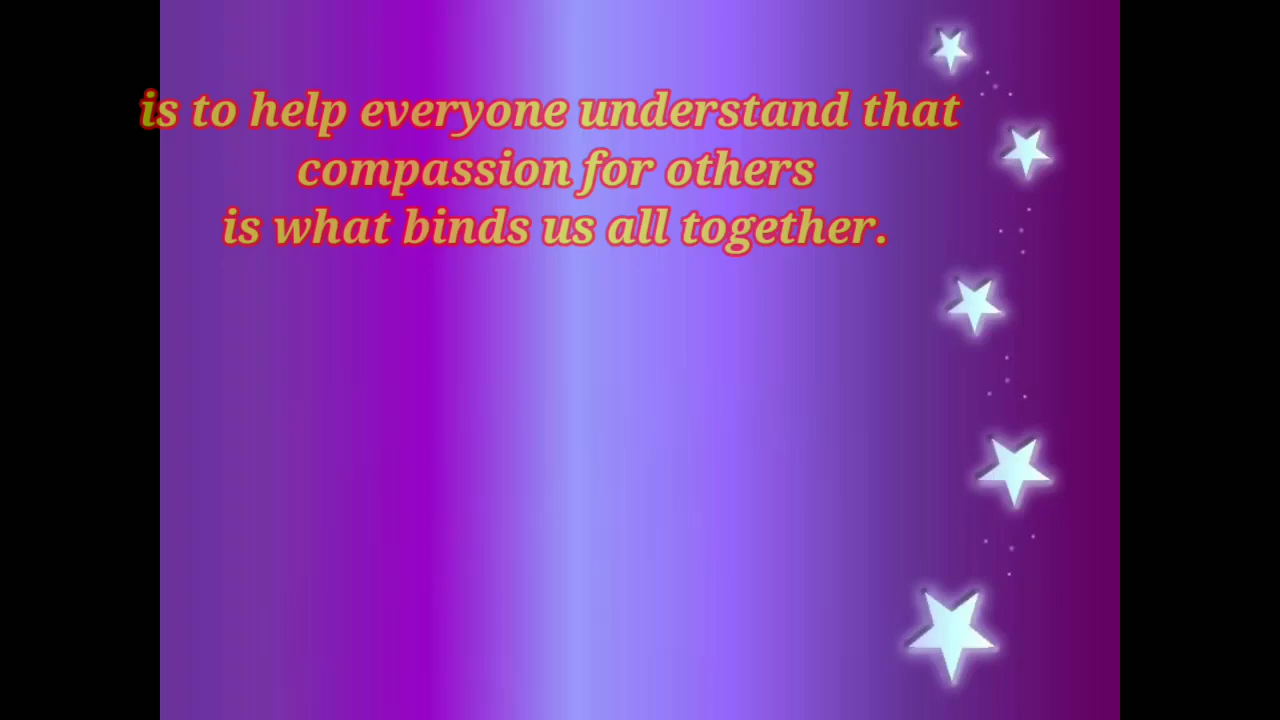 is to help everyone understand that
compassion for others
is what binds us all together.